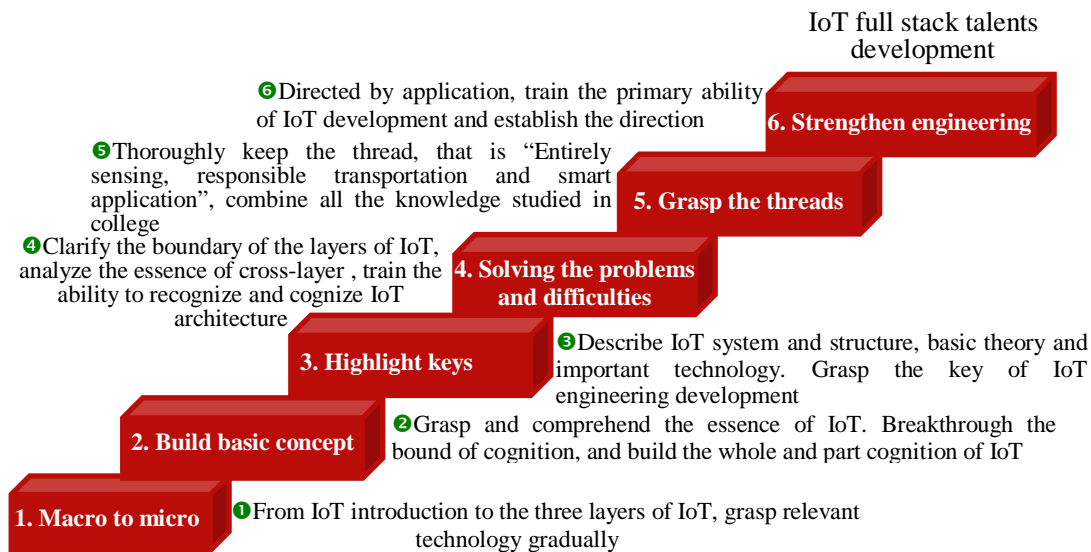 IoT full stack talents
development
❻Directed by application, train the primary ability
of IoT development and establish the direction
6. Strengthen engineering
❺Thoroughly keep the thread, that is “Entirely
sensing, responsible transportation and smart
application”, combine all the knowledge studied in
college
5. Grasp the threads
❹Clarify the boundary of the layers of IoT,
analyze the essence of cross-layer , train the
ability to recognize and cognize IoT
architecture
4. Solving the problems
and difficulties
3. Highlight keys
❸Describe IoT system and structure, basic theory and
important technology. Grasp the key of IoT
engineering development
2. Build basic concept
❷Grasp and comprehend the essence of IoT. Breakthrough the
bound of cognition, and build the whole and part cognition of IoT
1. Macro to micro
❶From IoT introduction to the three layers of IoT, grasp relevant
technology gradually